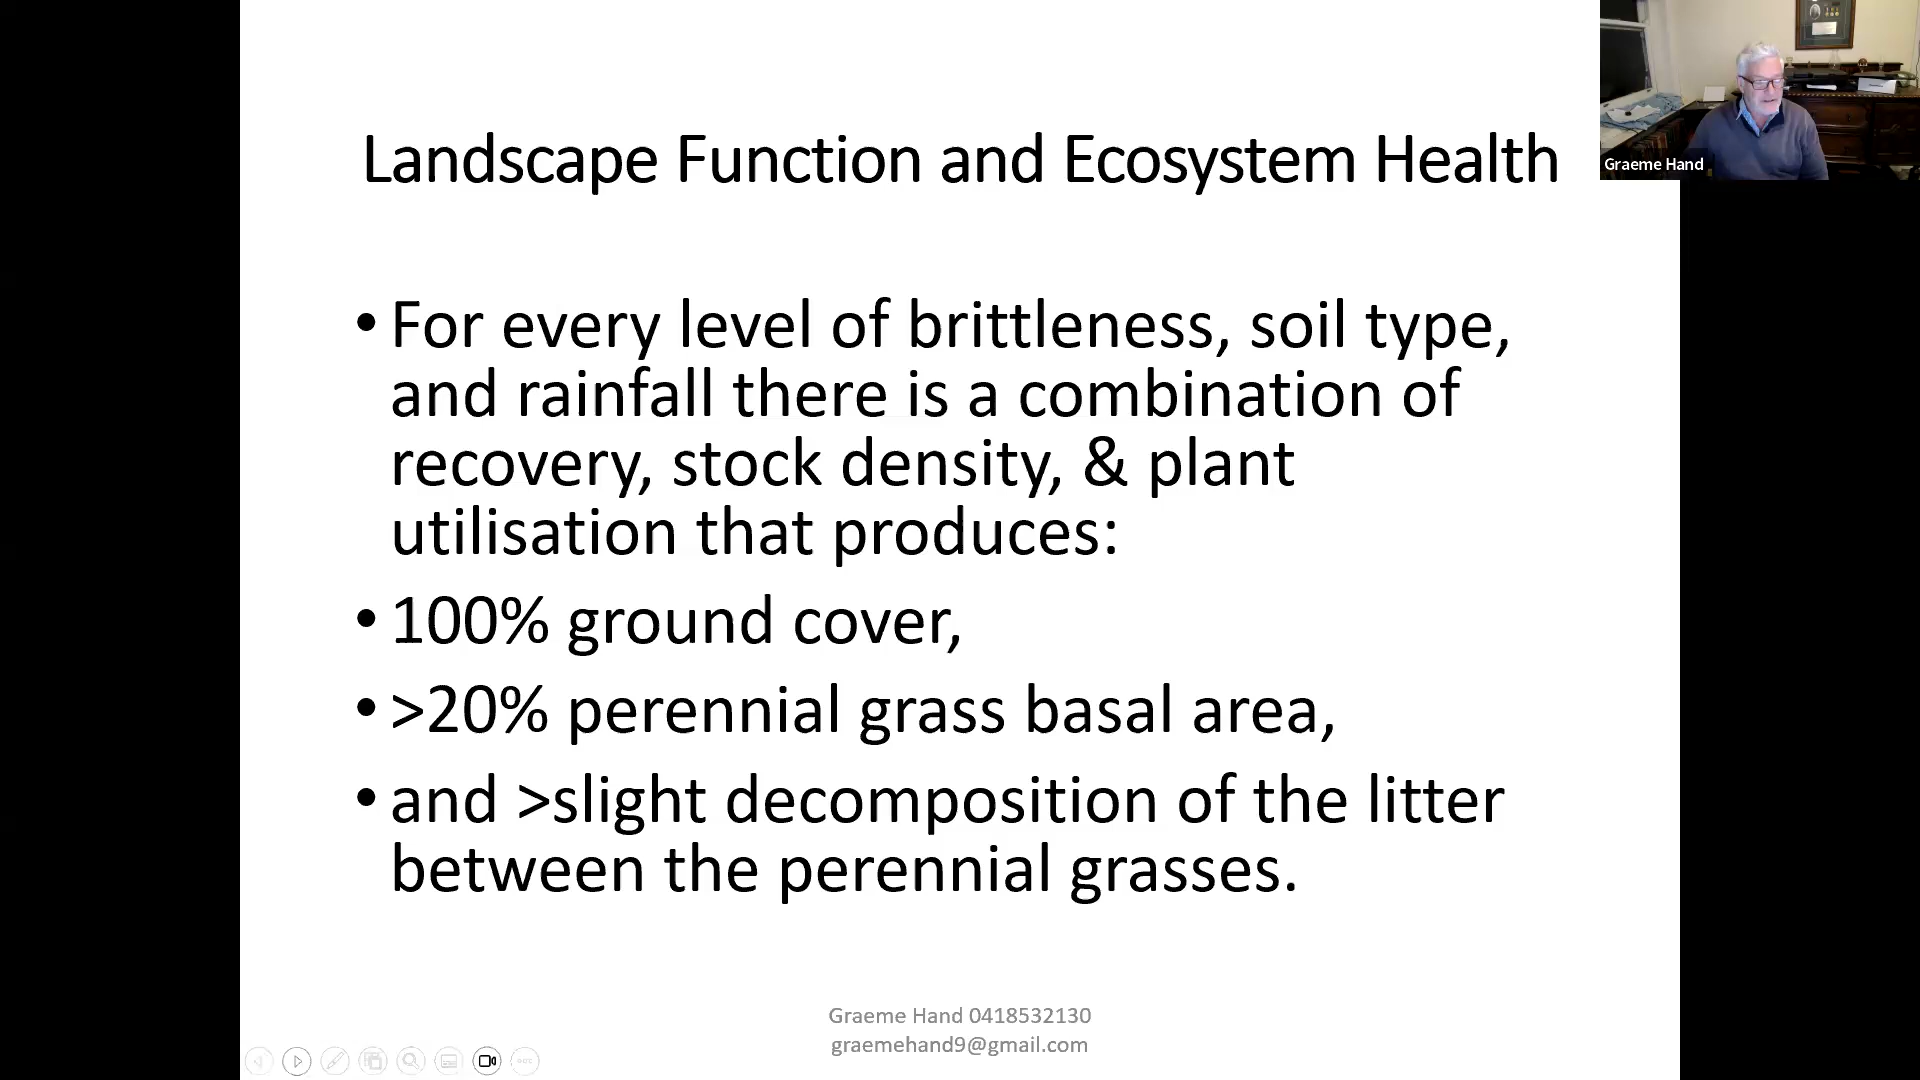 Landscape Function and Ecosystem Health
• For every level of brittleness, soil type,
and rainfall there is a combination of
recovery, stock density, & plant
utilisation that produces:
• 100% ground cover,
• >20% perennial grass basal area,
• and >slight decomposition of the litter
between the perennial grasses.
Graeme Hand 0418532130
graemehand9@gmail.com
Graeme Hand